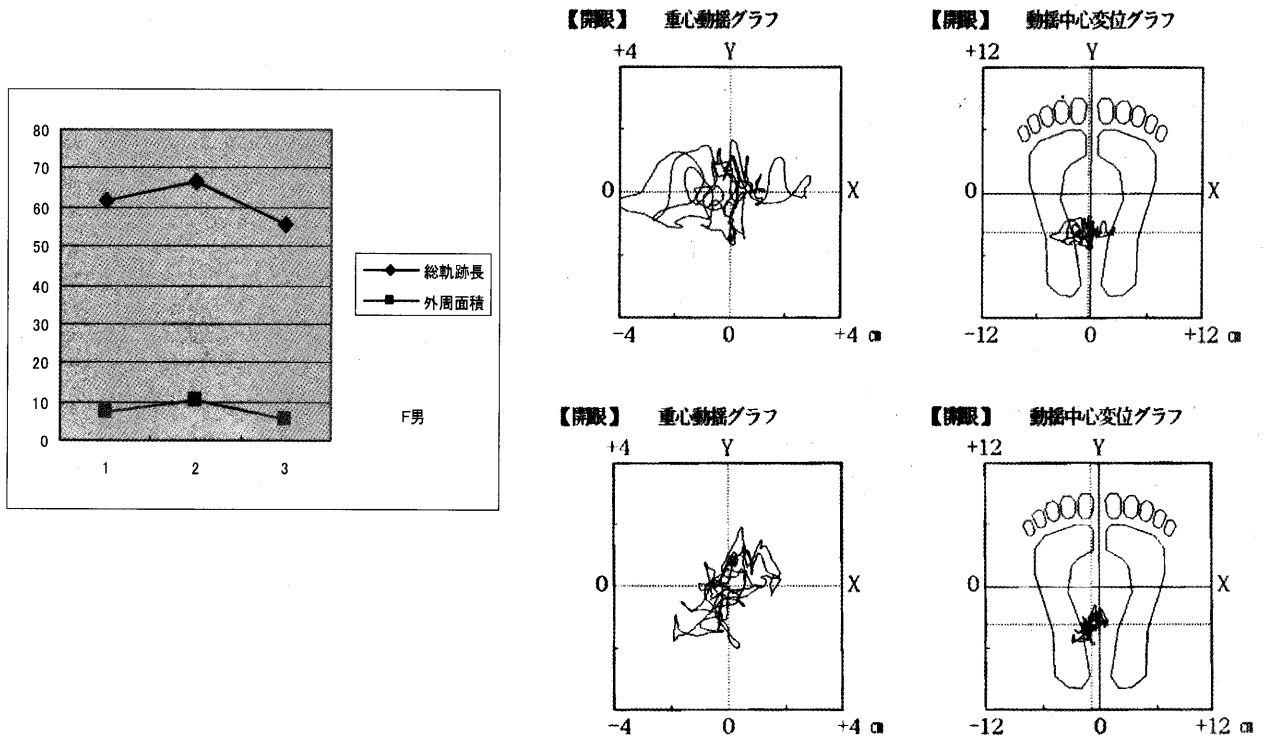 80
70
60
50
40
30
20
10
0
1 2 3
総軌跡長
外周面積
F男
【開眼】 重心動揺グラフ
+4 Y
0 X
-4 0 +4 cm
【開眼】 動揺中心変位グラフ
+12 Y
0 X
-12 0 +12 cm
【開眼】 重心動揺グラフ
+4 Y
0 X
-4 0 +4 cm
【開眼】 動揺中心変位グラフ
+12 Y
0 X
-12 0 +12 cm